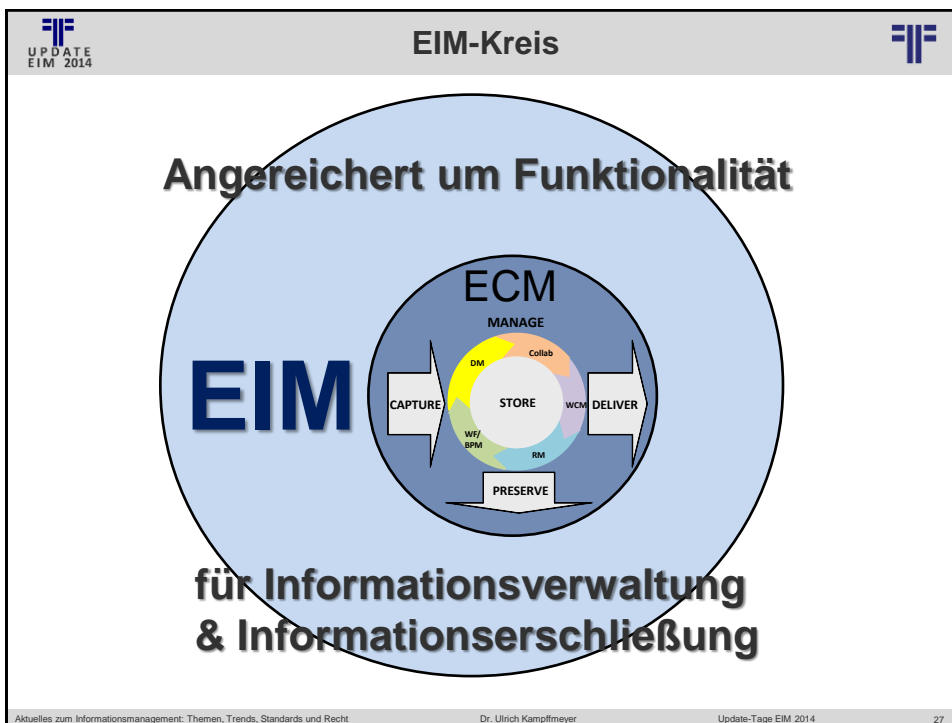 UPDATE
EIM 2014
EIM-Kreis
Angereichert um Funktionalität
ECM
MANAGE
DM
Collab
EIM
CAPTURE
STORE
WCM
DELIVER
WF/
BPM
RM
PRESERVE
für Informationsverwaltung
& Informationserschließung
Aktuelles zum Informationsmanagement: Themen, Trends, Standards und Recht
Dr. Ulrich Kampffmeyer
Update-Tage EIM 2014
27